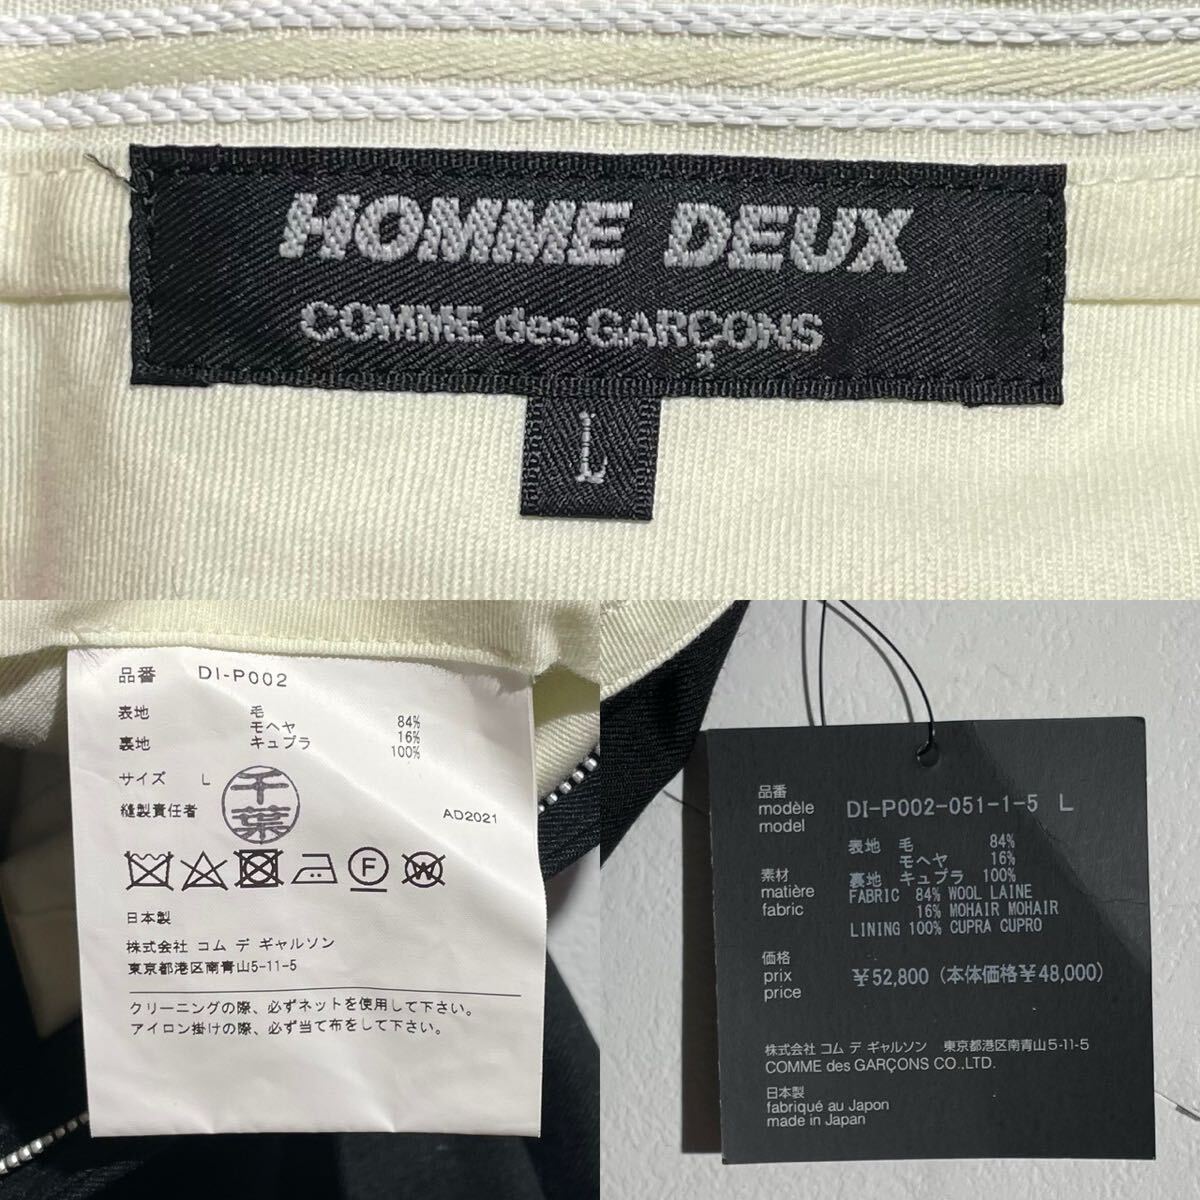 HOMME DEUX
COMME des GARÇONS
L
品番 DI-P002
表地 毛 84%
モヘヤ 16%
裏地 キュプラ 100%
サイズ L
千葉
縫製責任者
AD2021
F
W
日本製
株式会社 コム デ ギャルソン
東京都港区南青山5-11-5
クリーニングの際、必ずネットを使用して下さい。
アイロン掛けの際、必ず当て布をして下さい。
品番
modèle
model
DI-P002-051-1-5 L
表地 毛 84%
モヘヤ 16%
裏地 キュプラ 100%
素材
matière
fabric
FABRIC 84% WOOL LAINE
16% MOHAIR MOHAIR
LINING 100% CUPRA CUPRO
価格
prix
price
¥52,800 (本体価格¥48,000)
株式会社 コム デ ギャルソン 東京都港区南青山5-11-5
COMME des GARÇONS CO.,LTD.
日本製
fabriqué au Japon
made in Japan